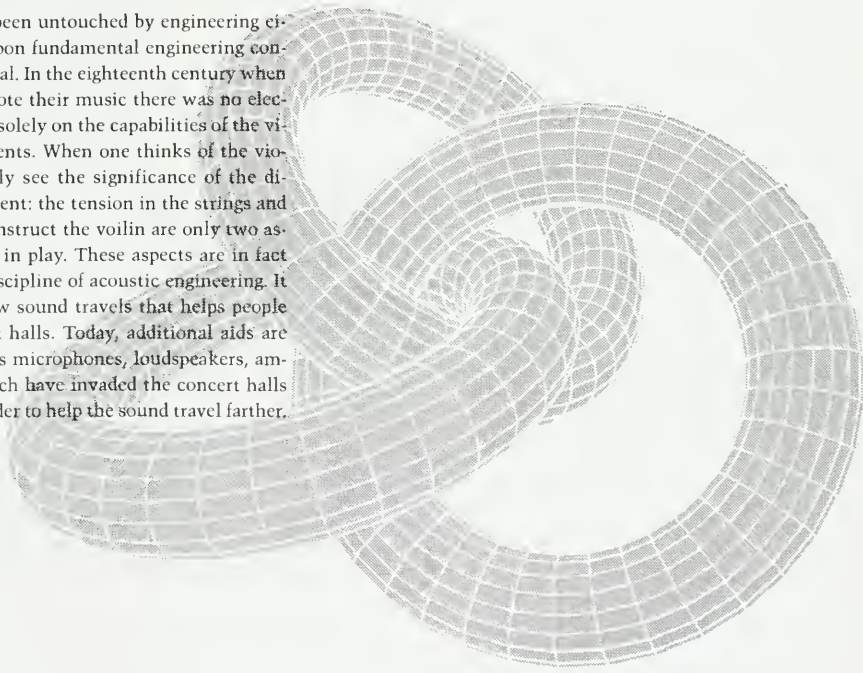 been untouched by engineering ei-
pon fundamental engineering con-
al. In the eighteenth century when
ote their music there was no elec-
solely on the capabilities of the vi-
ents. When one thinks of the vio-
ly see the significance of the di-
ent: the tension in the strings and
nstruct the voilin are only two as-
in play. These aspects are in fact
scipline of acoustic engineering. It
w sound travels that helps people
halls. Today, additional aids are
s microphones, loudspeakers, am-
ch have invaded the concert halls
der to help the sound travel farther.